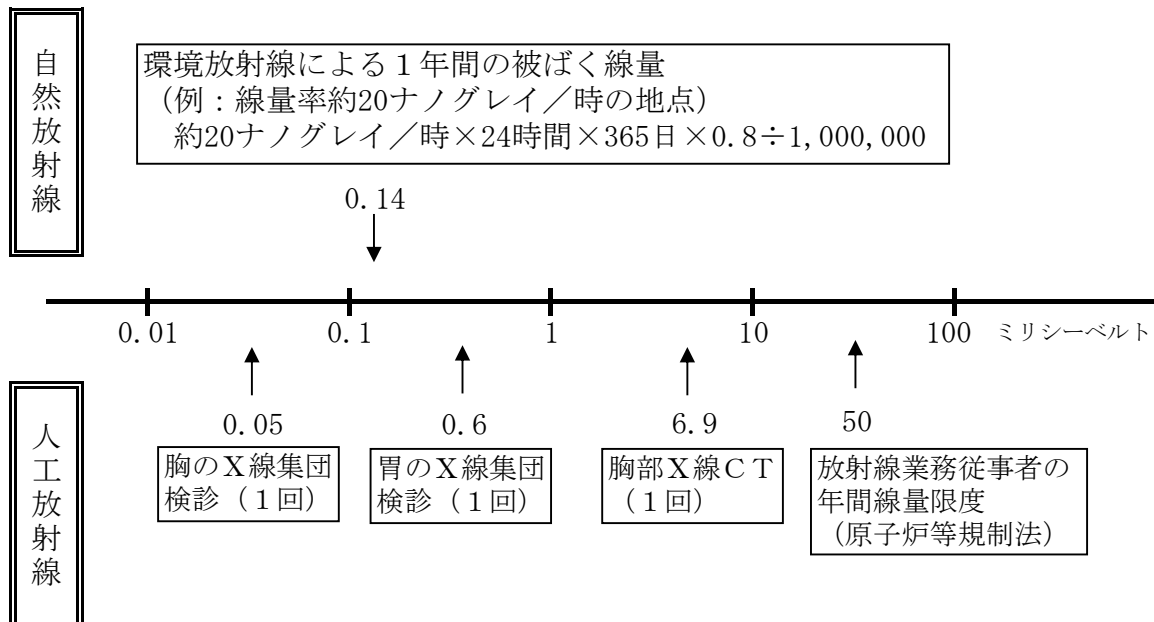 自然放射線
環境放射線による１年間の被ばく線量
（例：線量率約20ナノグレイ／時の地点）
約20ナノグレイ／時×24時間×365日×0.8÷1,000,000
0.14
0.01 0.1 1 10 100 ミリシーベルト
人工放射線
0.05 0.6 6.9 50
胸のＸ線集団
検診（１回）
胃のＸ線集団
検診（１回）
胸部Ｘ線ＣＴ
（１回）
放射線業務従事者の
年間線量限度
（原子炉等規制法）